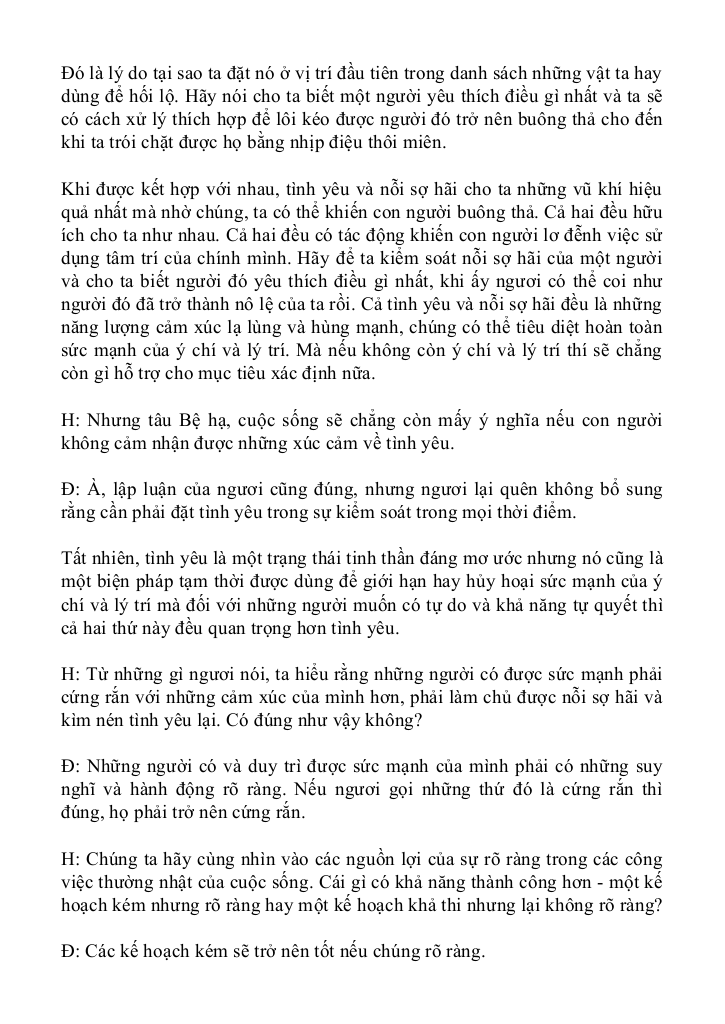 Đó là lý do tại sao ta đặt nó ở vị trí đầu tiên trong danh sách những vật ta hay
dùng để hối lộ. Hãy nói cho ta biết một người yêu thích điều gì nhất và ta sẽ
có cách xử lý thích hợp để lôi kéo được người đó trở nên buông thả cho đến
khi ta trói chặt được họ bằng nhịp điệu thôi miên.
Khi được kết hợp với nhau, tình yêu và nỗi sợ hãi cho ta những vũ khí hiệu
quả nhất mà nhờ chúng, ta có thể khiến con người buông thả. Cả hai đều hữu
ích cho ta như nhau. Cả hai đều có tác động khiến con người lơ đễnh việc sử
dụng tâm trí của chính mình. Hãy để ta kiểm soát nỗi sợ hãi của một người
và cho ta biết người đó yêu thích điều gì nhất, khi ấy ngươi có thể coi như
người đó đã trở thành nô lệ của ta rồi. Cả tình yêu và nỗi sợ hãi đều là những
năng lượng cảm xúc lạ lùng và hùng mạnh, chúng có thể tiêu diệt hoàn toàn
sức mạnh của ý chí và lý trí. Mà nếu không còn ý chí và lý trí thí sẽ chẳng
còn gì hỗ trợ cho mục tiêu xác định nữa.
H: Nhưng tâu Bệ hạ, cuộc sống sẽ chẳng còn mấy ý nghĩa nếu con người
không cảm nhận được những xúc cảm về tình yêu.
Đ: À, lập luận của ngươi cũng đúng, nhưng ngươi lại quên không bổ sung
rằng cần phải đặt tình yêu trong sự kiểm soát trong mọi thời điểm.
Tất nhiên, tình yêu là một trạng thái tinh thần đáng mơ ước nhưng nó cũng là
một biện pháp tạm thời được dùng để giới hạn hay hủy hoại sức mạnh của ý
chí và lý trí mà đối với những người muốn có tự do và khả năng tự quyết thì
cả hai thứ này đều quan trọng hơn tình yêu.
H: Từ những gì ngươi nói, ta hiểu rằng những người có được sức mạnh phải
cứng rắn với những cảm xúc của mình hơn, phải làm chủ được nỗi sợ hãi và
kìm nén tình yêu lại. Có đúng như vậy không?
Đ: Những người có và duy trì được sức mạnh của mình phải có những suy
nghĩ và hành động rõ ràng. Nếu ngươi gọi những thứ đó là cứng rắn thì
đúng, họ phải trở nên cứng rắn.
H: Chúng ta hãy cùng nhìn vào các nguồn lợi của sự rõ ràng trong các công
việc thường nhật của cuộc sống. Cái gì có khả năng thành công hơn - một kế
hoạch kém nhưng rõ ràng hay một kế hoạch khả thi nhưng lại không rõ ràng?
Đ: Các kế hoạch kém sẽ trở nên tốt nếu chúng rõ ràng.